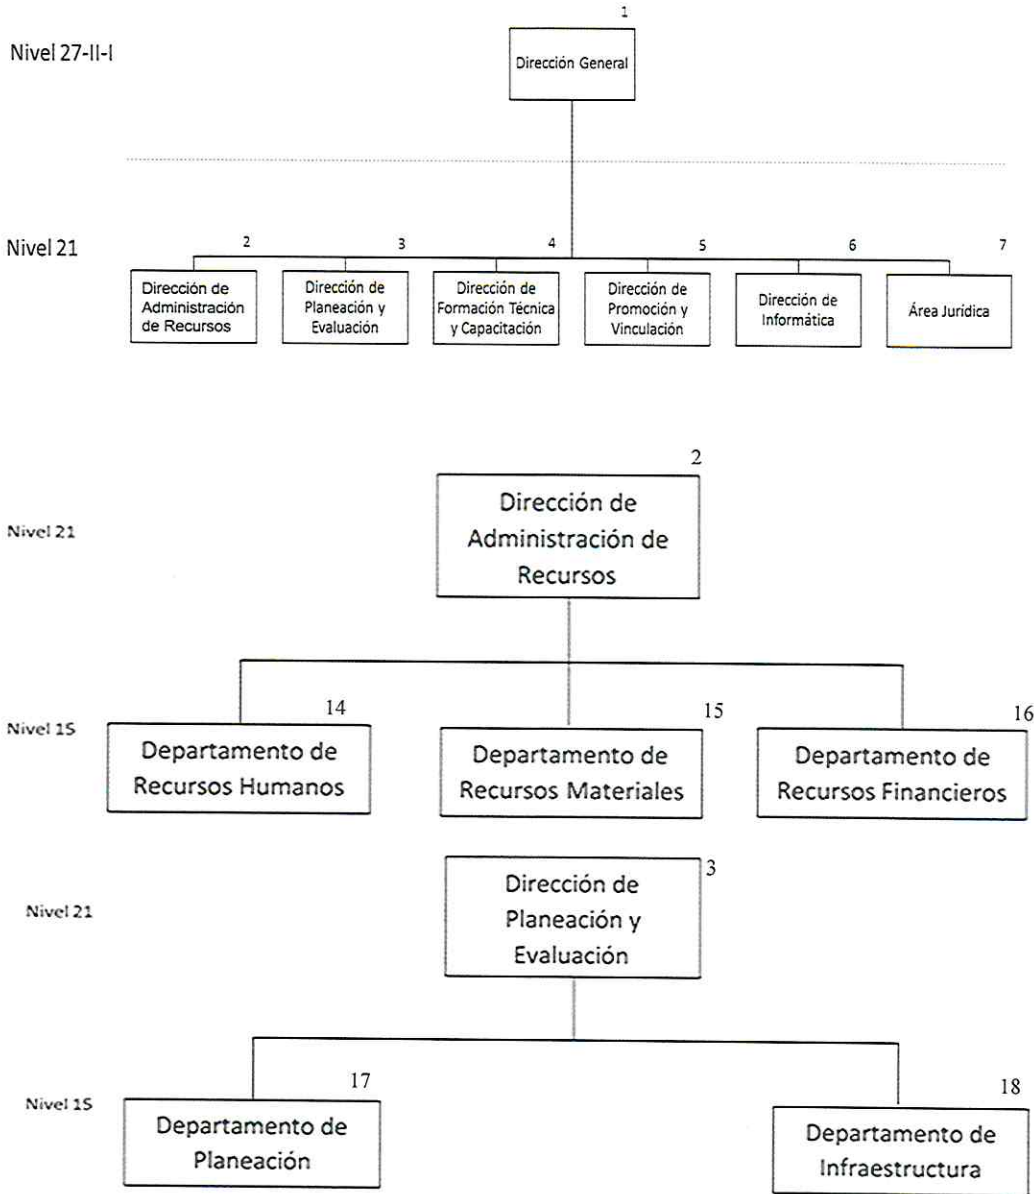 1
Nivel 27-II-I
Dirección General
Nivel 21
2
3
4
5
6
7
Dirección de
Administración
de Recursos
Dirección de
Planeación y
Evaluación
Dirección de
Formación Técnica
y Capacitación
Dirección de
Promoción y
Vinculación
Dirección de
Informática
Área Jurídica
2
Nivel 21
Dirección de
Administración de
Recursos
Nivel 15
14
15
16
Departamento de
Recursos Humanos
Departamento de
Recursos Materiales
Departamento de
Recursos Financieros
3
Nivel 21
Dirección de
Planeación y
Evaluación
Nivel 15
17
18
Departamento de
Planeación
Departamento de
Infraestructura